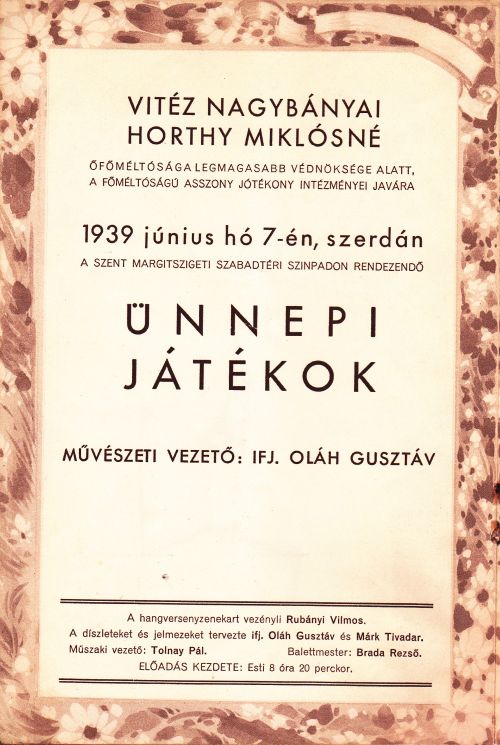 VITÉZ NAGYBÁNYAI
HORTHY MIKLÓSNÉ
ŐFŐMÉLTÓSÁGA LEGMAGASABB VÉDNÖKSÉGE ALATT,
A FŐMÉLTÓSÁGÚ ASSZONY JÓTÉKONY INTÉZMÉNYEI JAVÁRA
1939 június hó 7-én, szerdán
A SZENT MARGITSZIGETI SZABADTÉRI SZINPADON RENDEZENDŐ
ÜNNEPI
JÁTÉKOK
MŰVÉSZETI VEZETŐ: IFJ. OLÁH GUSZTÁV
A hangversenyzenekart vezényli Rubányi Vilmos.
A díszleteket és jelmezeket tervezte ifj. Oláh Gusztáv és Márk Tivadar.
Műszaki vezető: Tolnay Pál. Balettmester: Brada Rezső.
ELŐADÁS KEZDETE: Esti 8 óra 20 perckor.